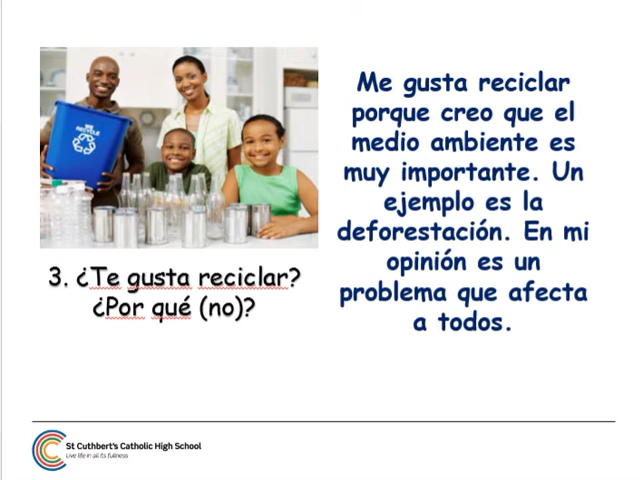 WE
RECYCLE
3. ¿Te gusta reciclar?
¿Por qué (no)?
Me gusta reciclar
porque creo que el
medio ambiente es
muy importante. Un
ejemplo es la
deforestación. En mi
opinión es un
problema que afecta
a todos.
St Cuthbert's Catholic High School
Live life in all its fullness